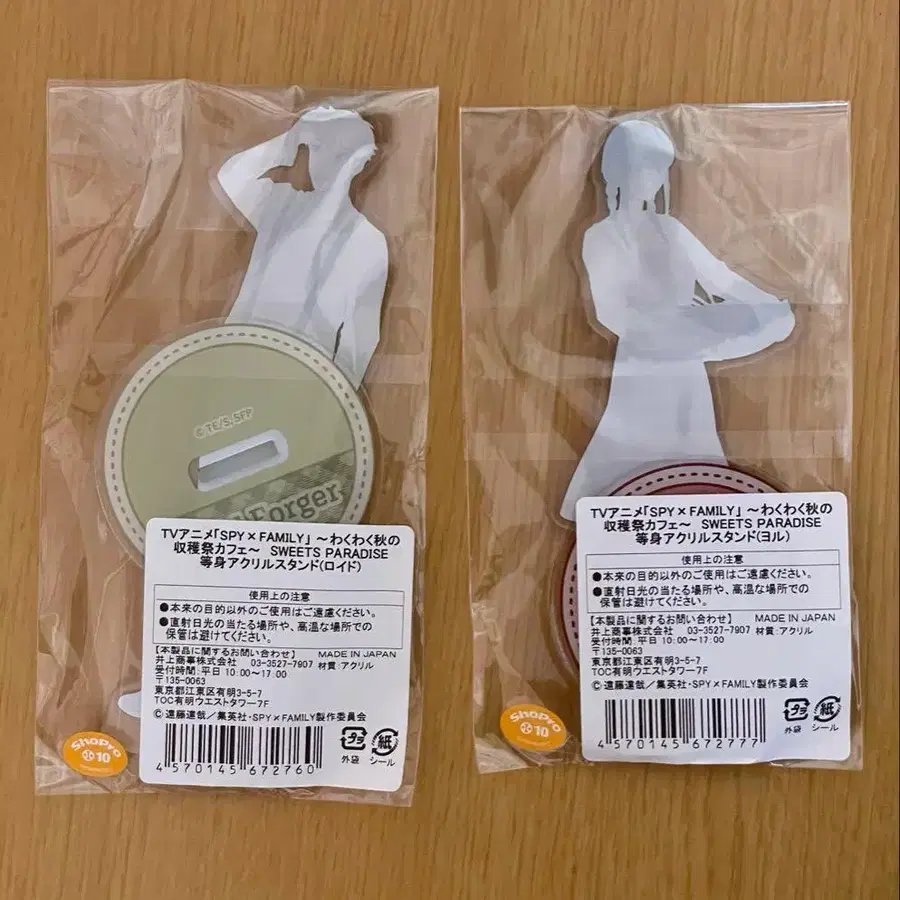 © TE/S, SFP
Forger
TVアニメ「SPY×FAMILY」 ~わくわく秋の
収穫祭カフェ~ SWEETS PARADISE
等身アクリルスタンド(ロイド)
使用上の注意
●本来の目的以外のご使用はご遠慮ください。
●直射日光の当たる場所や、高温な場所での
保管は避けてください。
【本製品に関するお問い合わせ】 MADE IN JAPAN
井上商事株式会社 03-3527-7907 材質:アクリル
受付時間:平日 10:00~17:00
〒135-0063
東京都江東区有明3-5-7
TOC有明ウエストタワー7F
© 遠藤達哉/集英社・SPY×FAMILY製作委員会
4 570145 672760
プラ
外袋
紙
シール
ShoPro
10
TVアニメ「SPY×FAMILY」 ~わくわく秋の
収穫祭カフェ~ SWEETS PARADISE
等身アクリルスタンド(ヨル)
使用上の注意
●本来の目的以外のご使用はご遠慮ください。
●直射日光の当たる場所や、高温な場所での
保管は避けてください。
【本製品に関するお問い合わせ】 MADE IN JAPAN
井上商事株式会社 03-3527-7907 材質:アクリル
受付時間:平日 10:00~17:00
〒135-0063
東京都江東区有明3-5-7
TOC有明ウエストタワー7F
© 遠藤達哉/集英社・SPY×FAMILY製作委員会
4 570145 672777
プラ
外袋
紙
シール
ShoPro
10